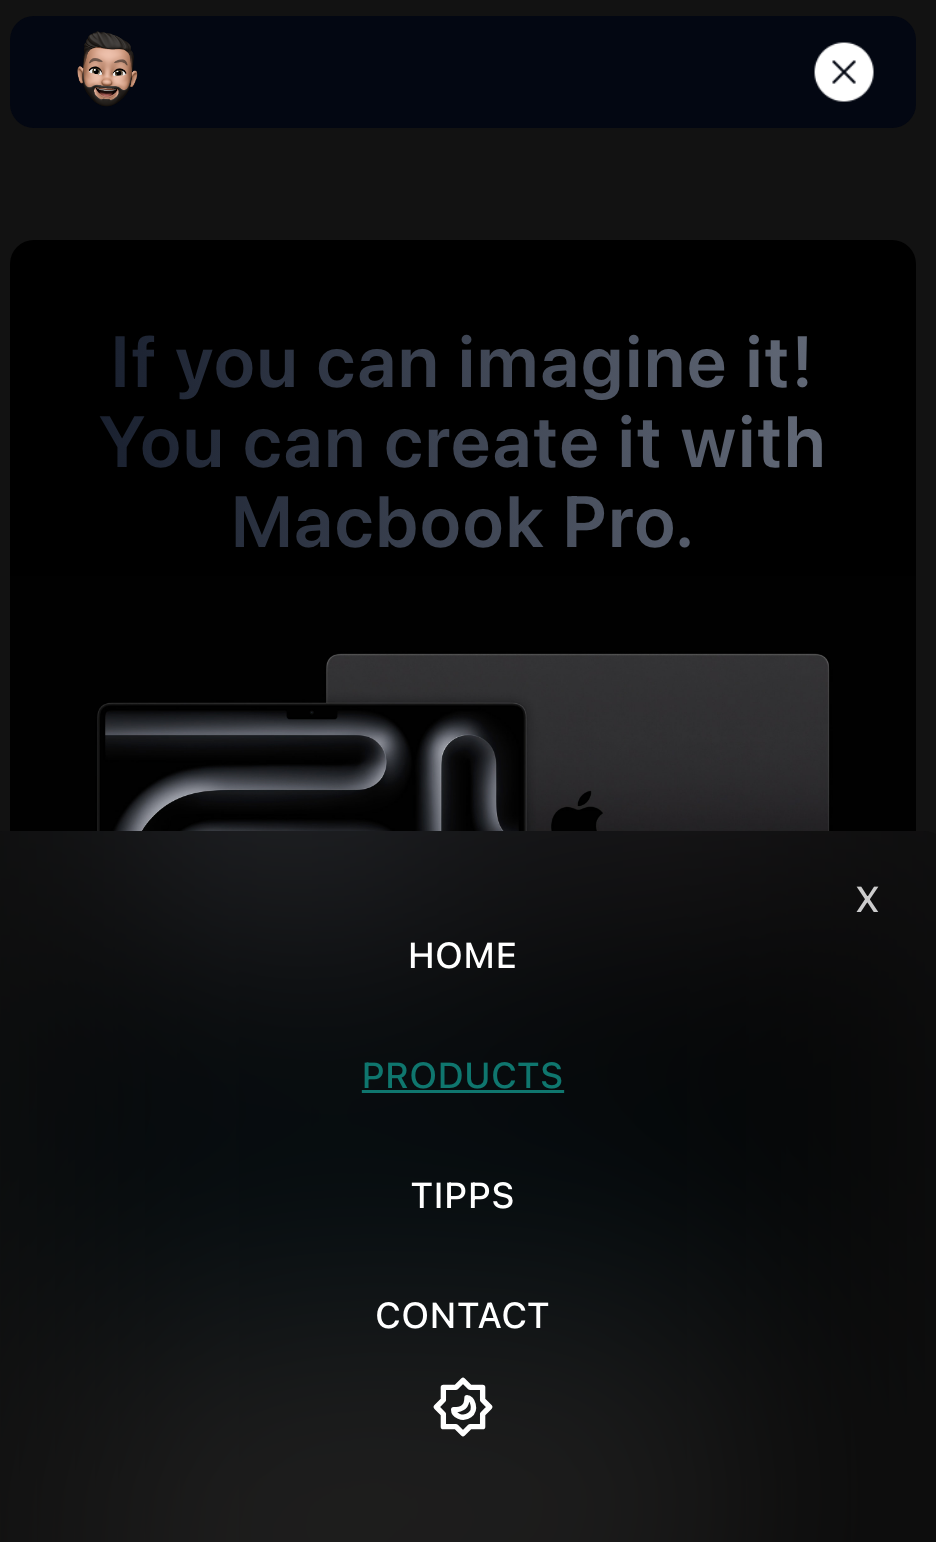 If you can imagine it!
You can create it with
Macbook Pro.
X
HOME
PRODUCTS
TIPPS
CONTACT